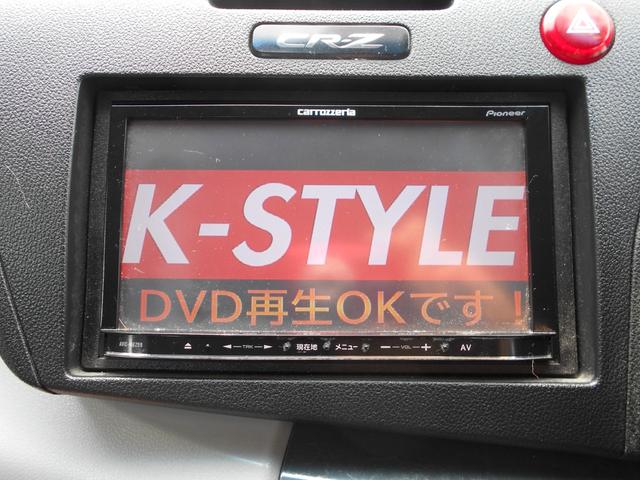 CR-Z
carrozzeria Pioneer
K-STYLE
DVD再生OKです!
TRK 現在地 メニュー − VOL + AV